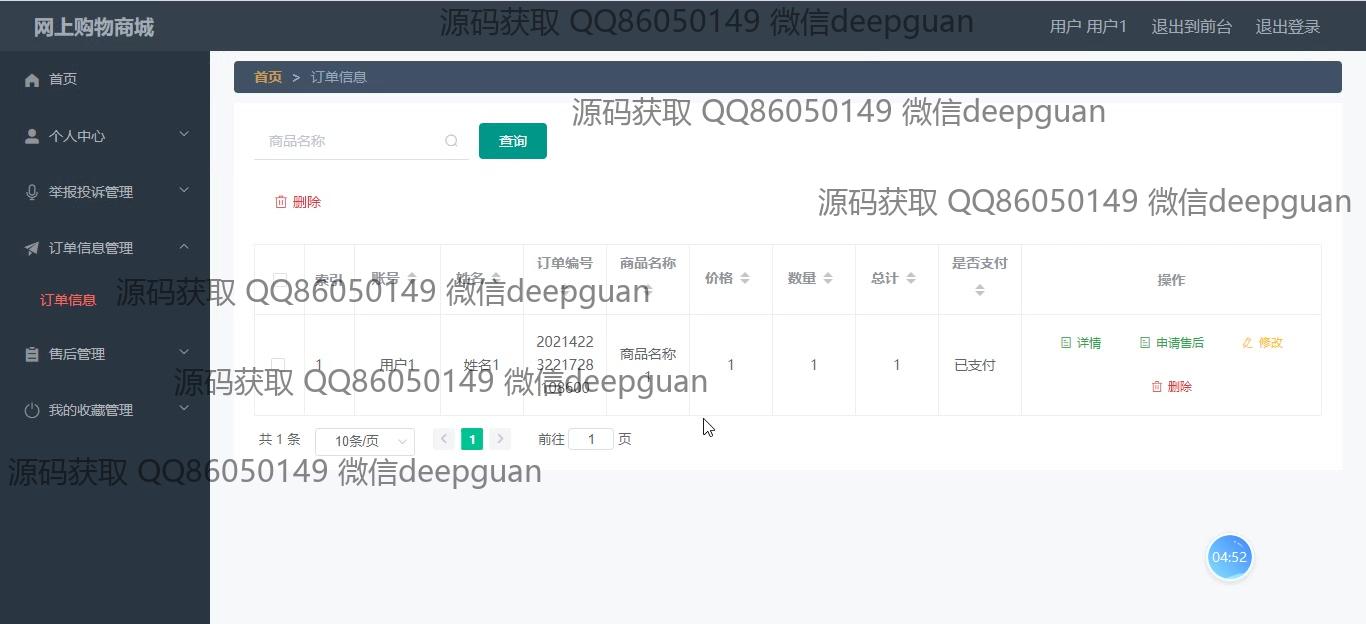 网上购物商城
源码获取 QQ86050149 微信deepguan
用户 用户1
退出到前台
退出登录
首页
个人中心
举报投诉管理
订单信息管理
订单信息
售后管理
我的收藏管理
首页 > 订单信息
源码获取 QQ86050149 微信deepguan
商品名称
查询
源码获取 QQ86050149 微信deepguan
删除
索引
账号
姓名
订单编号
商品名称
价格
数量
总计
是否支付
操作
源码获取 QQ86050149 微信deepguan
1
用户1
姓名1
2021422
3221728
108600
商品名称
1
1
1
1
已支付
详情
申请售后
修改
删除
源码获取 QQ86050149 微信deepguan
共 1 条
10条/页
1
前往 1 页
源码获取 QQ86050149 微信deepguan
04:52